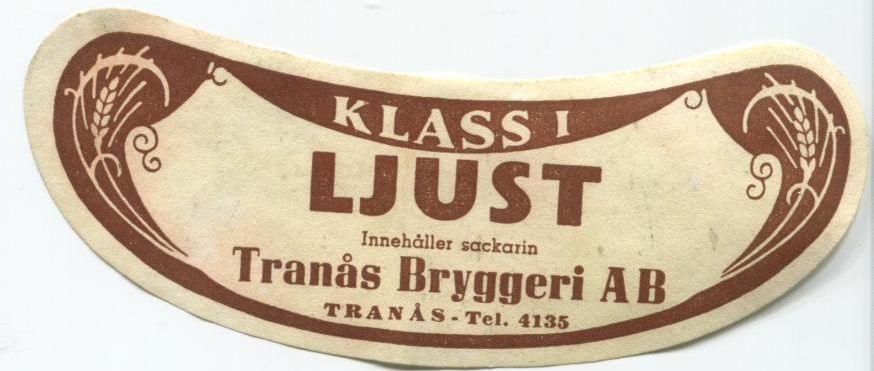 KLASS I
LJUST
Innehåller sackarin
Tranås Bryggeri AB
TRANÅS - Tel. 4135